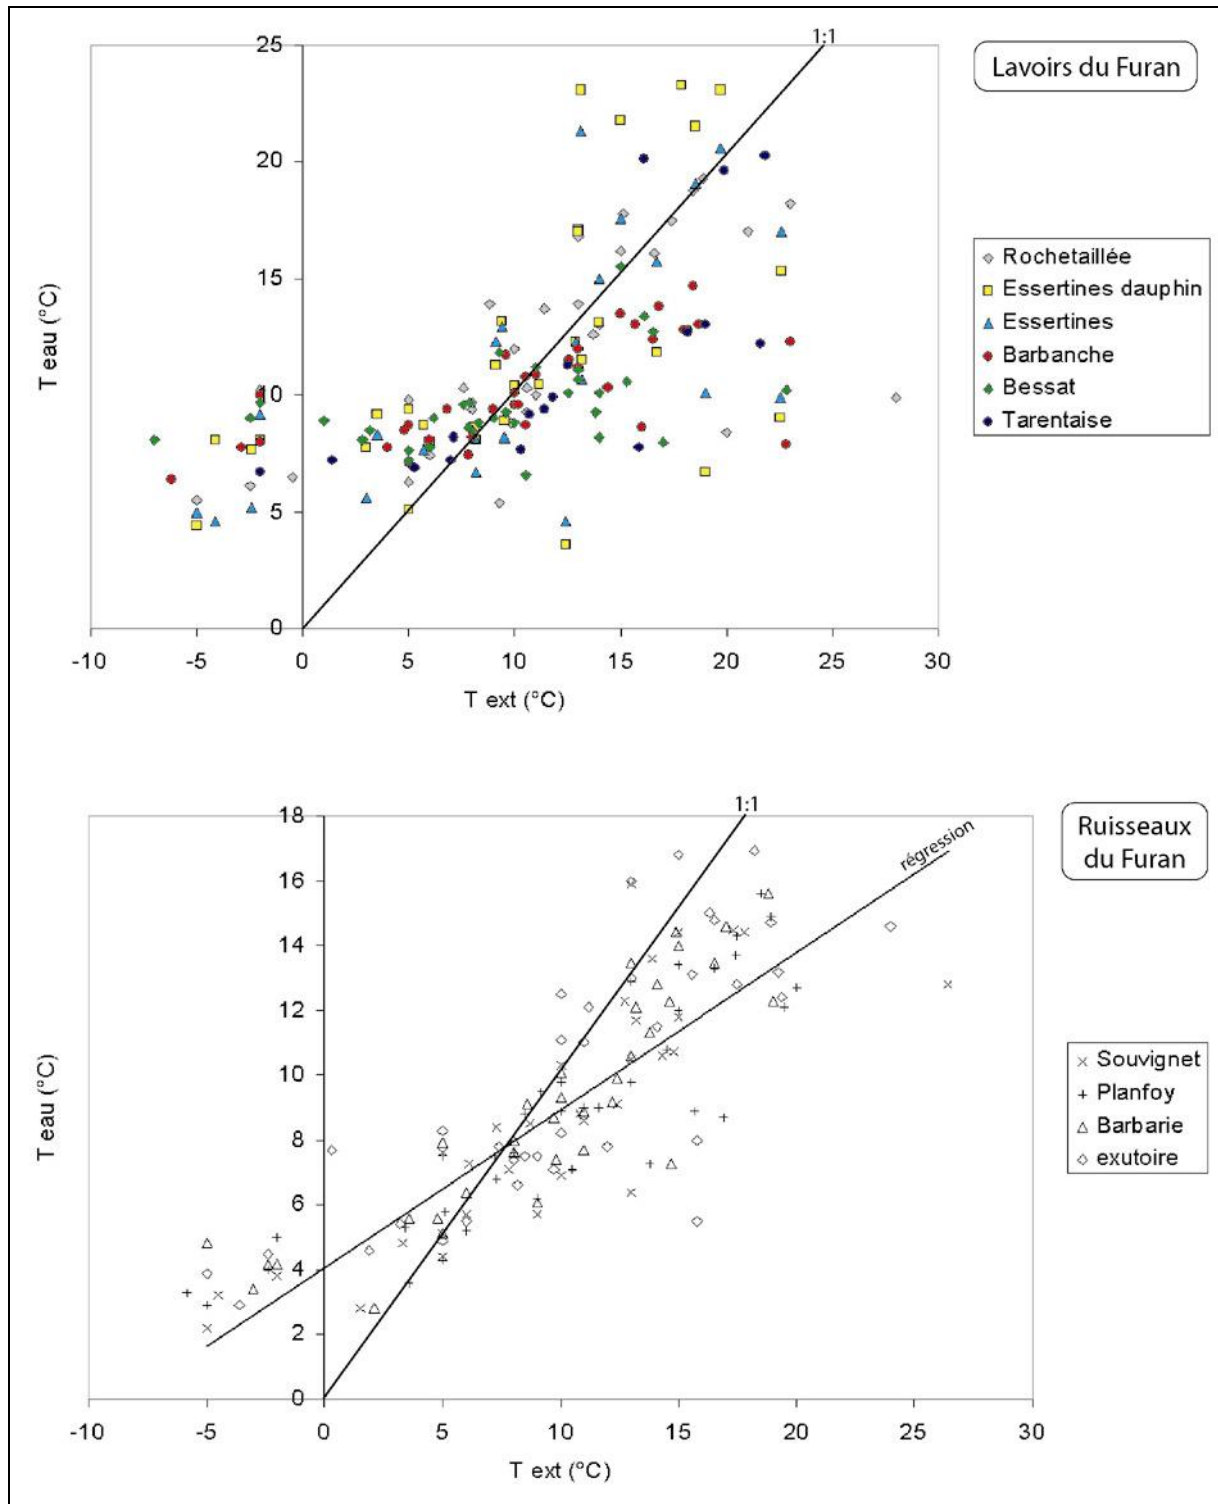 1:1
Lavoirs du Furan
25
20
15
10
5
0
T eau (°C)
-10 -5 0 5 10 15 20 25 30
T ext (°C)
Rochetaillée
Essertines dauphin
Essertines
Barbanche
Bessat
Tarentaise
1:1
régression
Ruisseaux
du Furan
18
16
14
12
10
8
6
4
2
0
T eau (°C)
-10 -5 0 5 10 15 20 25 30
T ext (°C)
Souvignet
Planfoy
Barbarie
exutoire